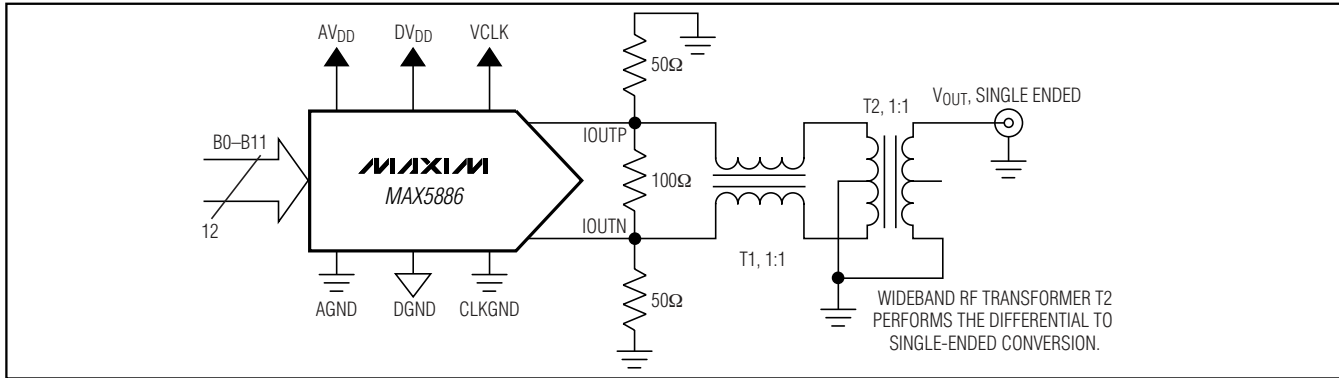 AVDD DVDD VCLK
50Ω
T2, 1:1
VOUT, SINGLE ENDED
IOUTP
B0–B11
MAXIM
MAX5886
100Ω
12
IOUTN
T1, 1:1
AGND DGND CLKGND
50Ω
WIDEBAND RF TRANSFORMER T2
PERFORMS THE DIFFERENTIAL TO
SINGLE-ENDED CONVERSION.